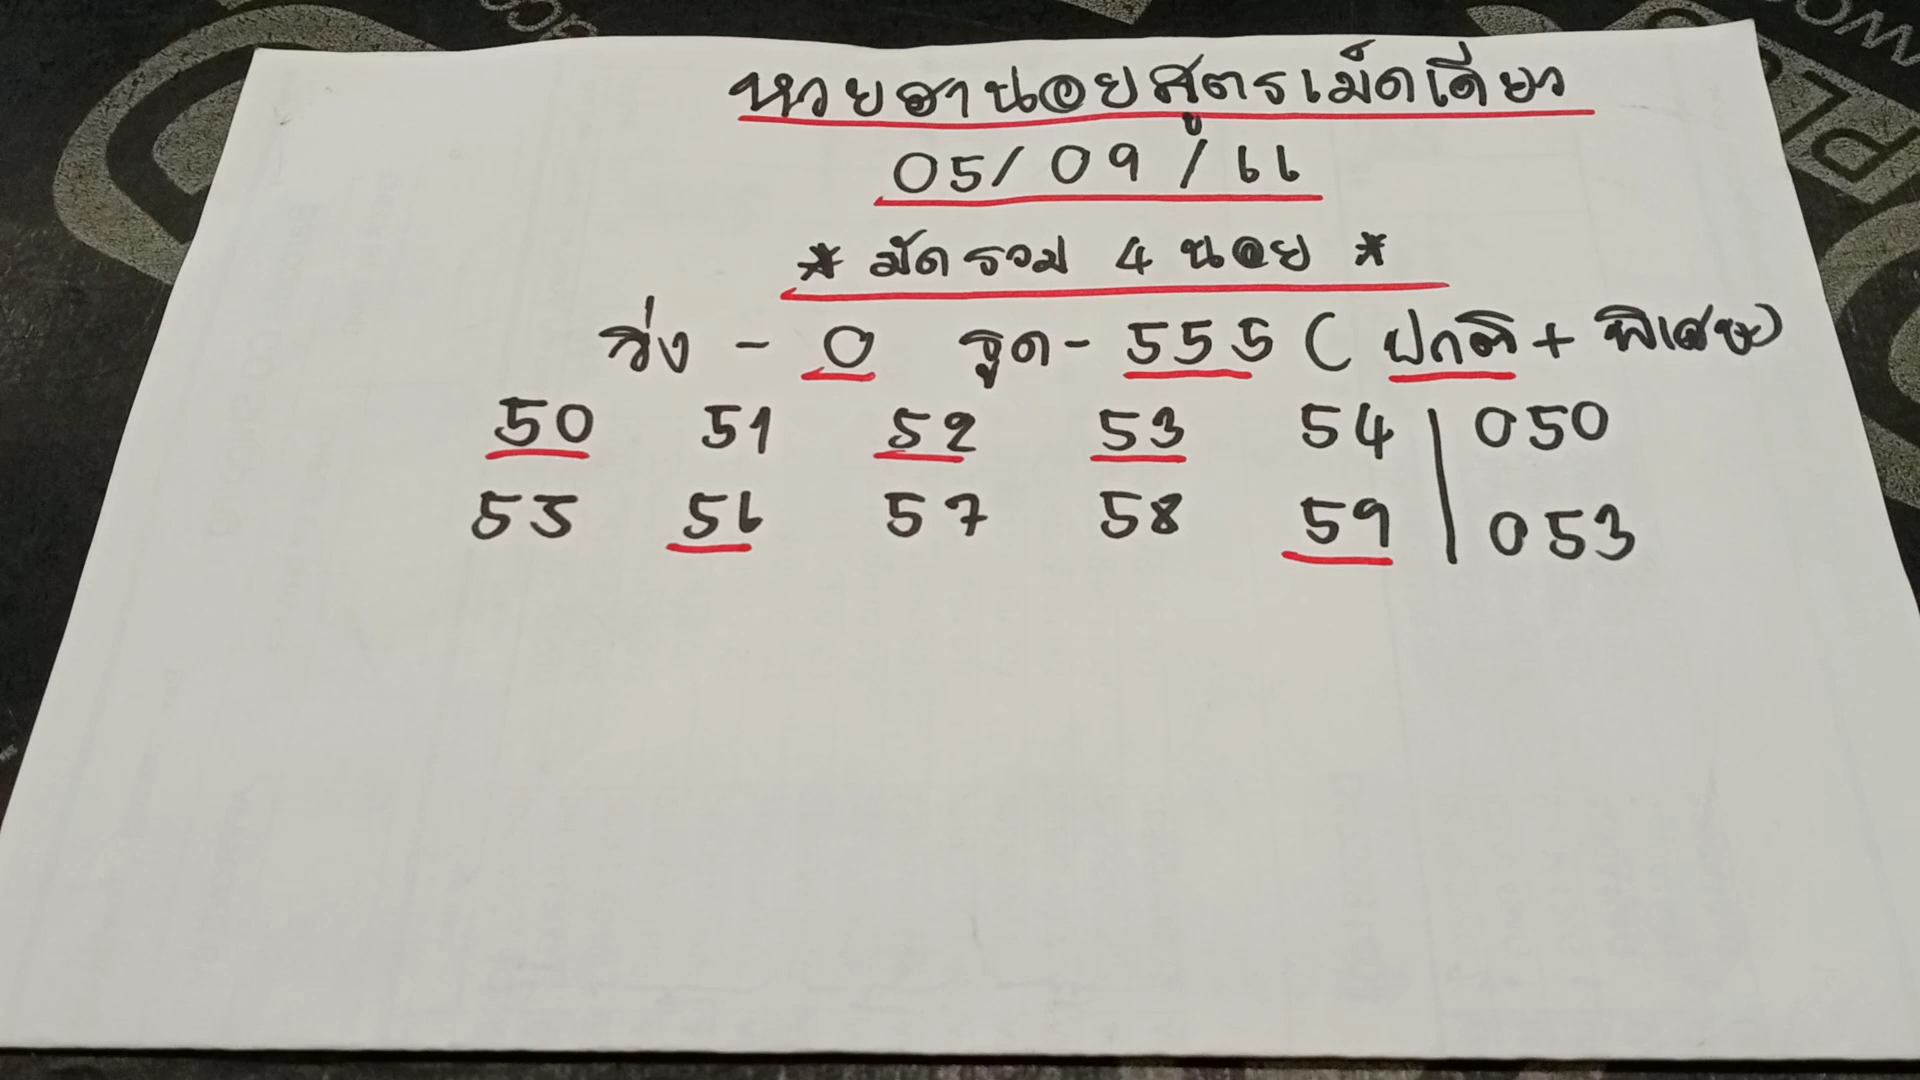 หวยฮานอยสูตรเม็ดเดียว
05/09/66
* มัดรวม 4 นอย *
วิ่ง - 0 รูด - 555 ( ปกติ + พิเศษ)
50 51 52 53 54 | 050
55 56 57 58 59 | 053